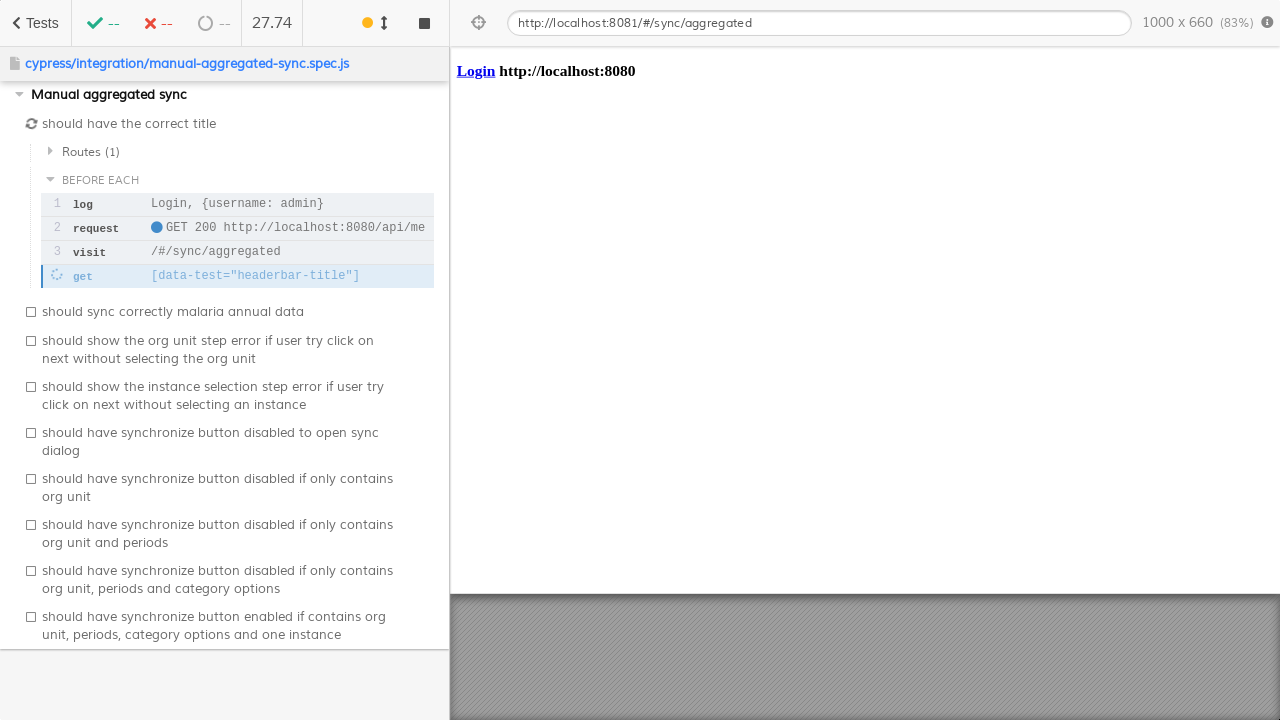 Tests -- -- -- 27.74
http://localhost:8081/#/sync/aggregated 1000 x 660 (83%)
cypress/integration/manual-aggregated-sync.spec.js
Login http://localhost:8080
Manual aggregated sync
should have the correct title
Routes (1)
BEFORE EACH
1 log Login, {username: admin}
2 request GET 200 http://localhost:8080/api/me
3 visit /#/sync/aggregated
get [data-test="headerbar-title"]
should sync correctly malaria annual data
should show the org unit step error if user try click on
next without selecting the org unit
should show the instance selection step error if user try
click on next without selecting an instance
should have synchronize button disabled to open sync
dialog
should have synchronize button disabled if only contains
org unit
should have synchronize button disabled if only contains
org unit and periods
should have synchronize button disabled if only contains
org unit, periods and category options
should have synchronize button enabled if contains org
unit, periods, category options and one instance